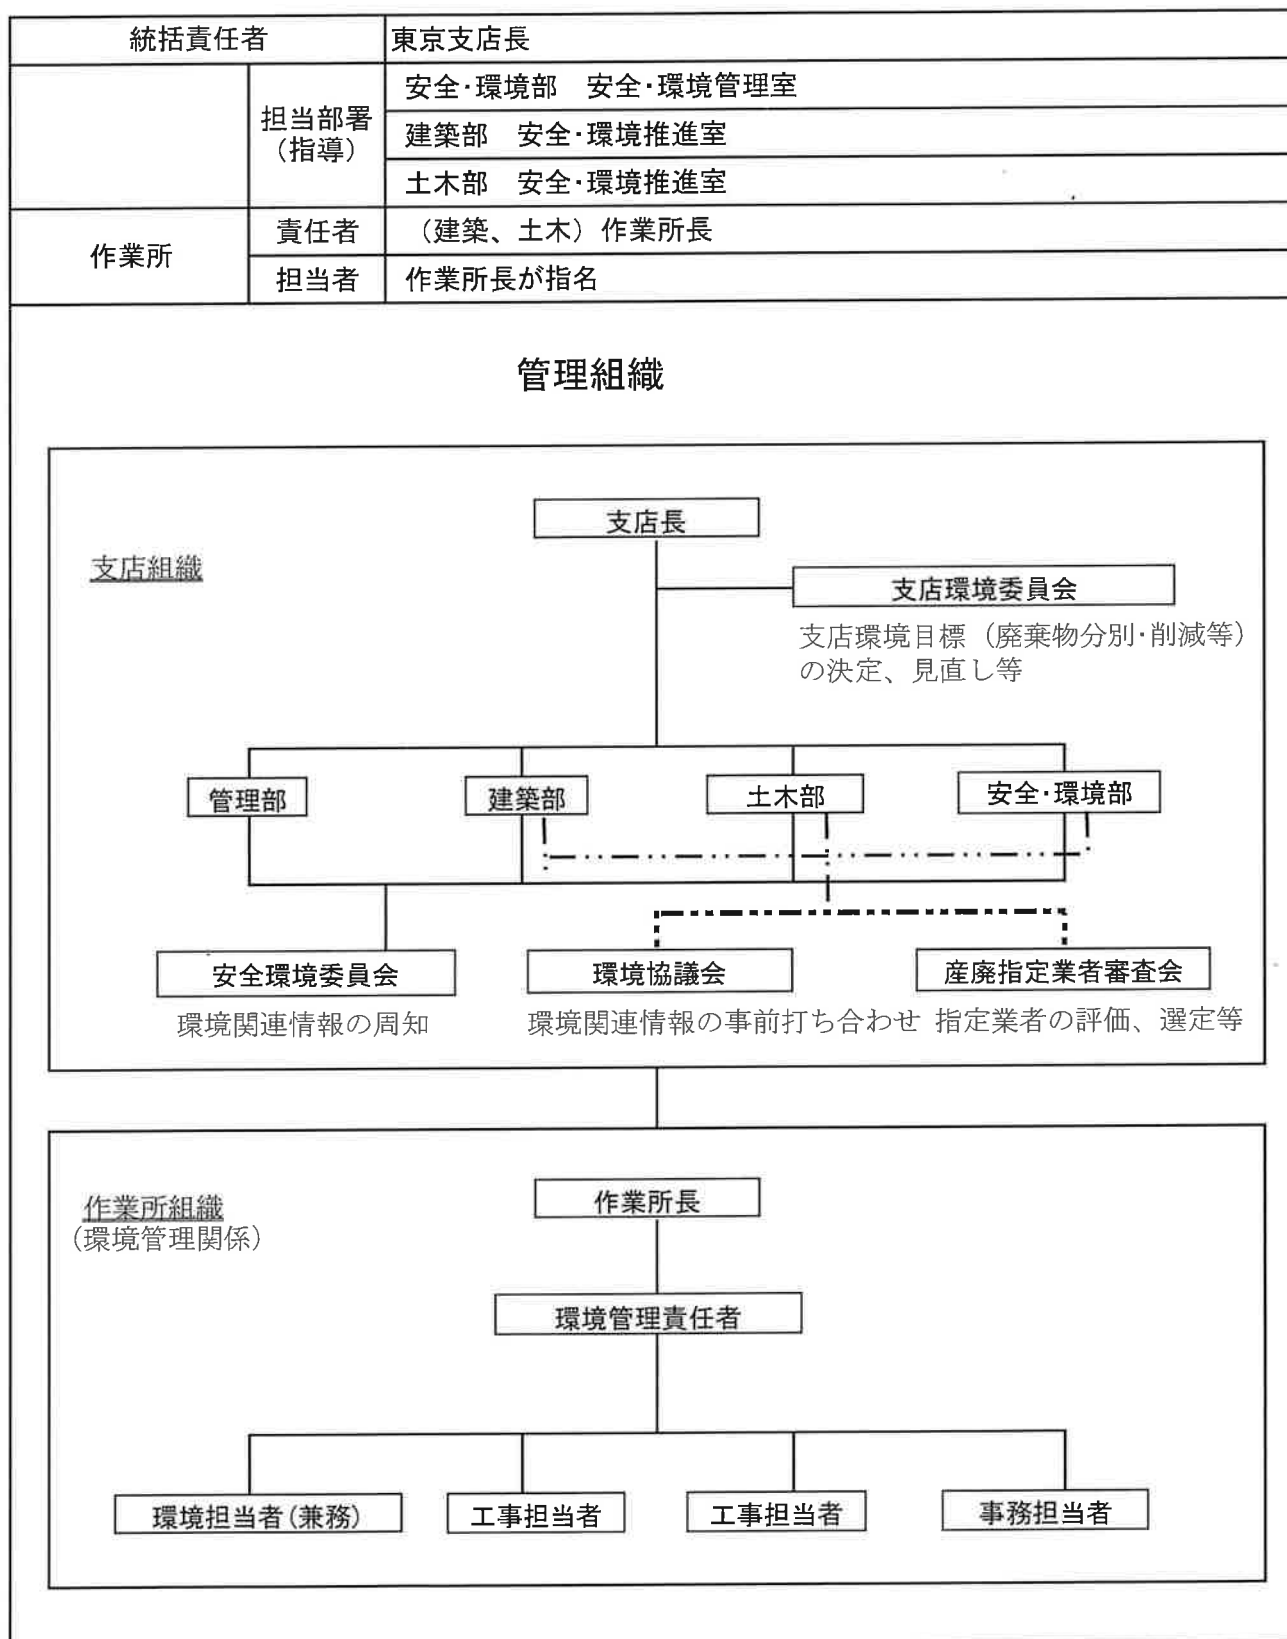 統括責任者 東京支店長
担当部署
(指導)
安全・環境部 安全・環境管理室
建築部 安全・環境推進室
土木部 安全・環境推進室
作業所
責任者 (建築、土木) 作業所長
担当者 作業所長が指名
管理組織
支店長
支店組織
支店環境委員会
支店環境目標 (廃棄物分別・削減等)
の決定、見直し等
管理部 建築部 土木部 安全・環境部
安全環境委員会 環境協議会 産廃指定業者審査会
環境関連情報の周知 環境関連情報の事前打ち合わせ 指定業者の評価、選定等
作業所長
作業所組織
(環境管理関係)
環境管理責任者
環境担当者(兼務) 工事担当者 工事担当者 事務担当者